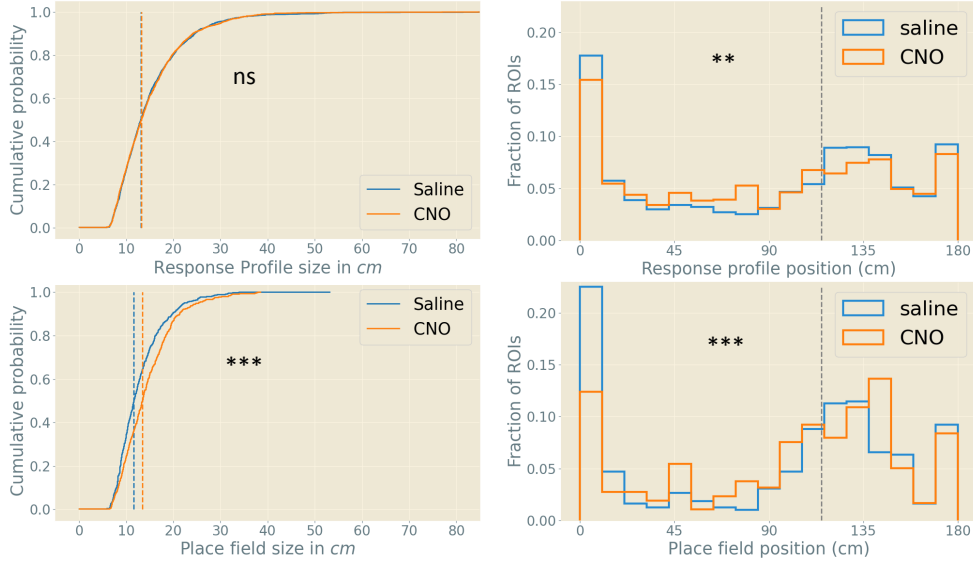 Cumulative probability
1.0
0.8
0.6
0.4
0.2
0.0
ns
Saline
CNO
0 10 20 30 40 50 60 70 80
Response Profile size in cm
Fraction of ROIs
0.20
0.15
0.10
0.05
0.00
**
saline
CNO
0 45 90 135 180
Response profile position (cm)
Cumulative probability
1.0
0.8
0.6
0.4
0.2
0.0
***
Saline
CNO
0 10 20 30 40 50 60 70 80
Place field size in cm
Fraction of ROIs
0.20
0.15
0.10
0.05
0.00
***
saline
CNO
0 45 90 135 180
Place field position (cm)